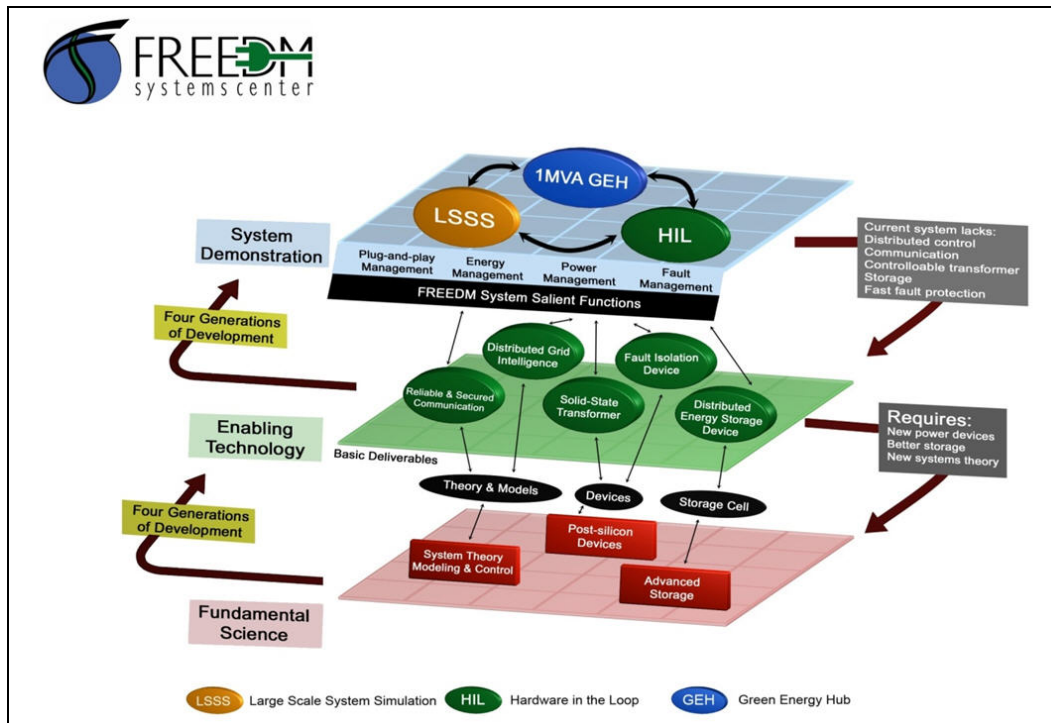 FREEDM
systemscenter
1MVA GEH
LSSS
HIL
Plug-and-play
Management
Energy
Management
Power
Management
Fault
Management
FREEDM System Salient Functions
System
Demonstration
Current system lacks:
Distributed control
Communication
Controlloable transformer
Storage
Fast fault protection
Four Generations
of Development
Distributed Grid
Intelligence
Fault Isolation
Device
Reliable & Secured
Communication
Solid-State
Transformer
Distributed
Energy Storage
Device
Enabling
Technology
Basic Deliverables
Requires:
New power devices
Better storage
New systems theory
Theory & Models
Devices
Storage Cell
Four Generations
of Development
Post-silicon
Devices
System Theory
Modeling & Control
Advanced
Storage
Fundamental
Science
LSSS Large Scale System Simulation HIL Hardware in the Loop GEH Green Energy Hub